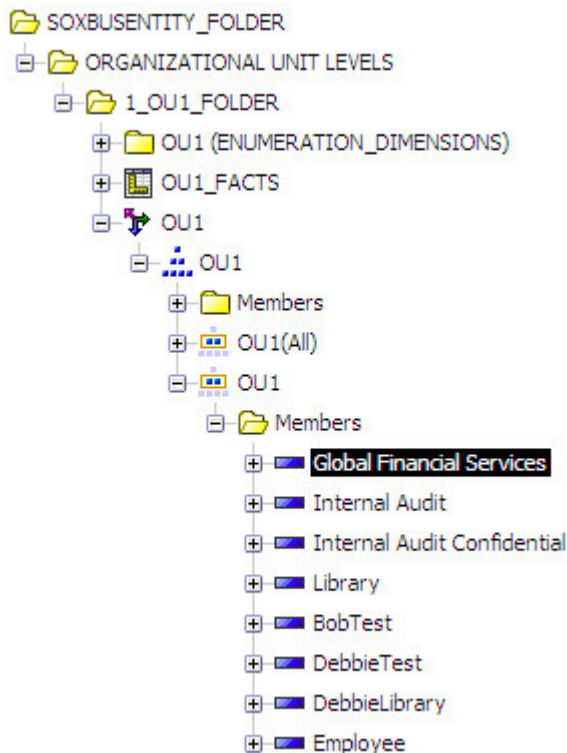 SOXBUSENTITY_FOLDER
ORGANIZATIONAL UNIT LEVELS
1_OU1_FOLDER
OU1 (ENUMERATION_DIMENSIONS)
OU1_FACTS
OU1
OU1
Members
OU1(All)
OU1
Members
Global Financial Services
Internal Audit
Internal Audit Confidential
Library
BobTest
DebbieTest
DebbieLibrary
Employee